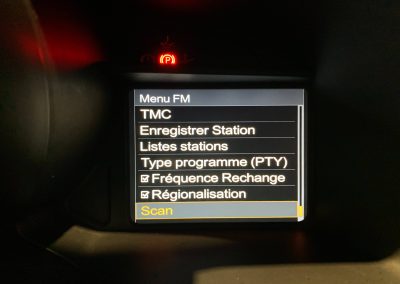 (P)
Menu FM
TMC
Enregistrer Station
Listes stations
Type programme (PTY)
Fréquence Rechange
Régionalisation
Scan